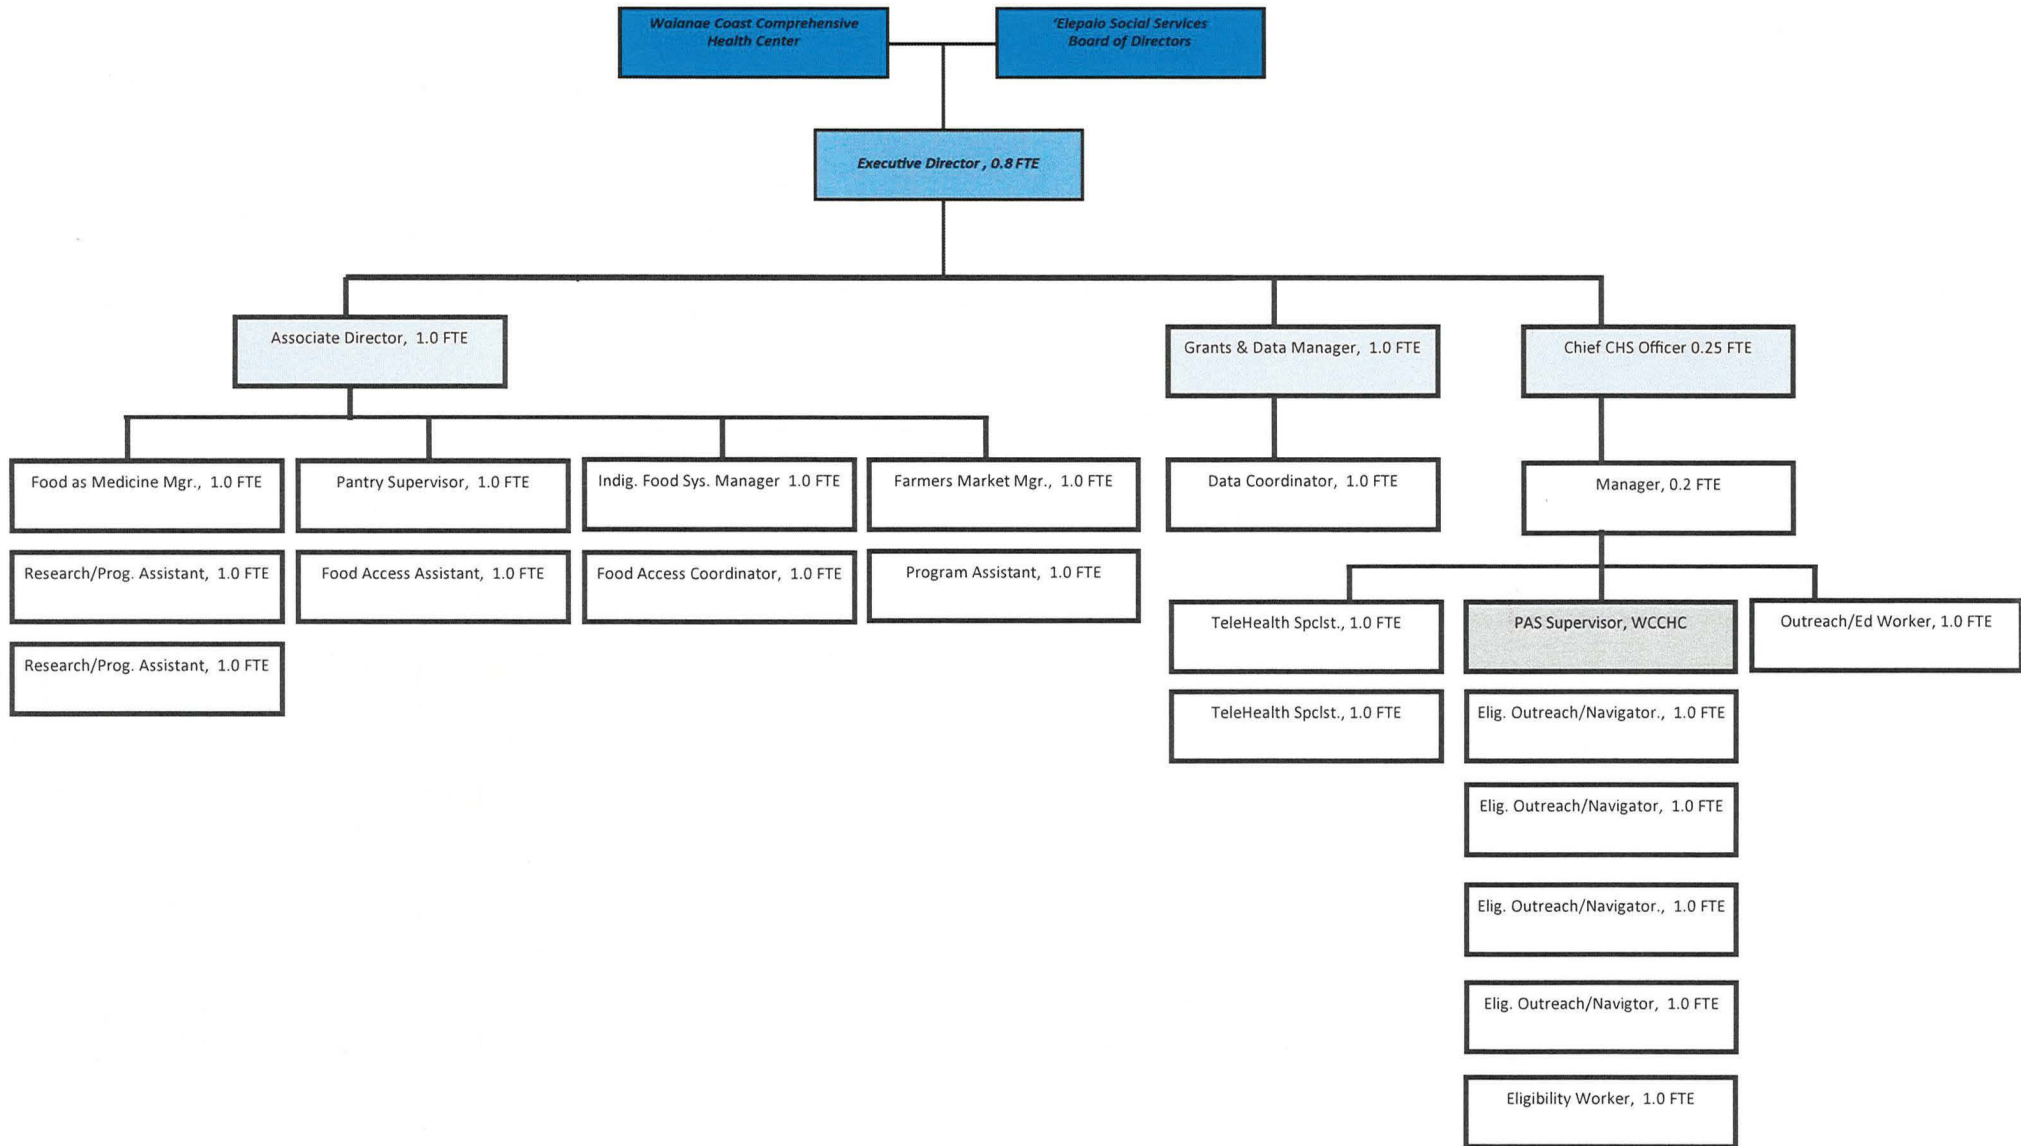 Waianae Coast Comprehensive
Health Center
'Elepaio Social Services
Board of Directors
Executive Director , 0.8 FTE
Associate Director,  1.0 FTE
Grants & Data Manager,  1.0 FTE
Chief CHS Officer 0.25 FTE
Food as Medicine Mgr.,  1.0 FTE
Pantry Supervisor,  1.0 FTE
Indig. Food Sys. Manager  1.0 FTE
Farmers Market Mgr.,  1.0 FTE
Data Coordinator,  1.0 FTE
Manager, 0.2 FTE
Research/Prog. Assistant,  1.0 FTE
Food Access Assistant,  1.0 FTE
Food Access Coordinator,  1.0 FTE
Program Assistant,  1.0 FTE
TeleHealth Spclst., 1.0 FTE
PAS Supervisor, WCCHC
Outreach/Ed Worker, 1.0 FTE
Research/Prog. Assistant,  1.0 FTE
TeleHealth Spclst., 1.0 FTE
Elig. Outreach/Navigator.,  1.0 FTE
Elig. Outreach/Navigator,  1.0 FTE
Elig. Outreach/Navigator.,  1.0 FTE
Elig. Outreach/Navigtor,  1.0 FTE
Eligibility Worker,  1.0 FTE